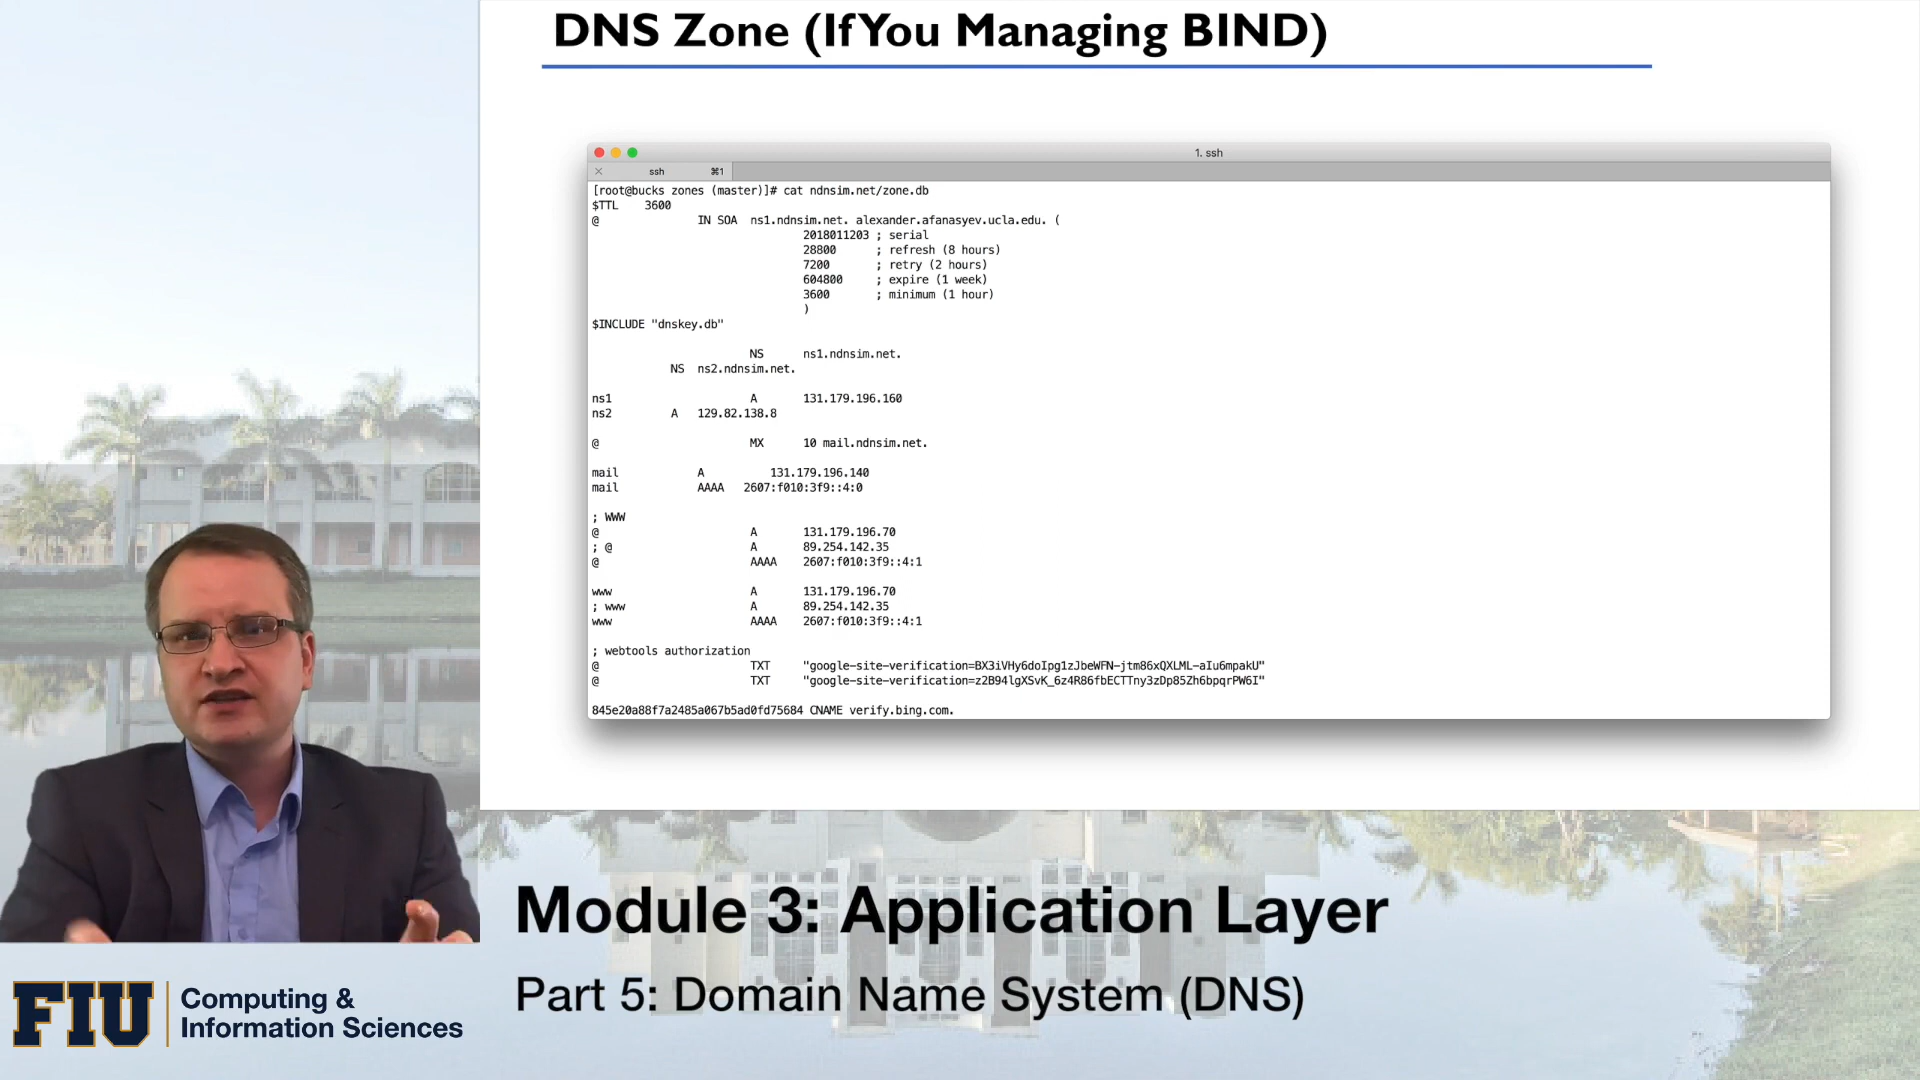 DNS Zone (If You Managing BIND)
1. ssh
ssh ⌘1
[root@bucks zones (master)]# cat ndnsim.net/zone.db
$TTL 3600
@ IN SOA ns1.ndnsim.net. alexander.afanasyev.ucla.edu. (
2018011203 ; serial
28800 ; refresh (8 hours)
7200 ; retry (2 hours)
604800 ; expire (1 week)
3600 ; minimum (1 hour)
)
$INCLUDE "dnskey.db"
NS ns1.ndnsim.net.
NS ns2.ndnsim.net.
ns1 A 131.179.196.160
ns2 A 129.82.138.8
@ MX 10 mail.ndnsim.net.
mail A 131.179.196.140
mail AAAA 2607:f010:3f9::4:0
; WWW
@ A 131.179.196.70
; @ A 89.254.142.35
@ AAAA 2607:f010:3f9::4:1
www A 131.179.196.70
; www A 89.254.142.35
www AAAA 2607:f010:3f9::4:1
; webtools authorization
@ TXT "google-site-verification=BX3iVHy6doIpg1zJbeWFN-jtm86xQXLML-aIu6mpakU"
@ TXT "google-site-verification=z2B94lgXSvK_6z4R86fbECTTny3zDp85Zh6bpqrPW6I"
845e20a88f7a2485a067b5ad0fd75684 CNAME verify.bing.com.
Module 3: Application Layer
Part 5: Domain Name System (DNS)
FIU
Computing &
Information Sciences